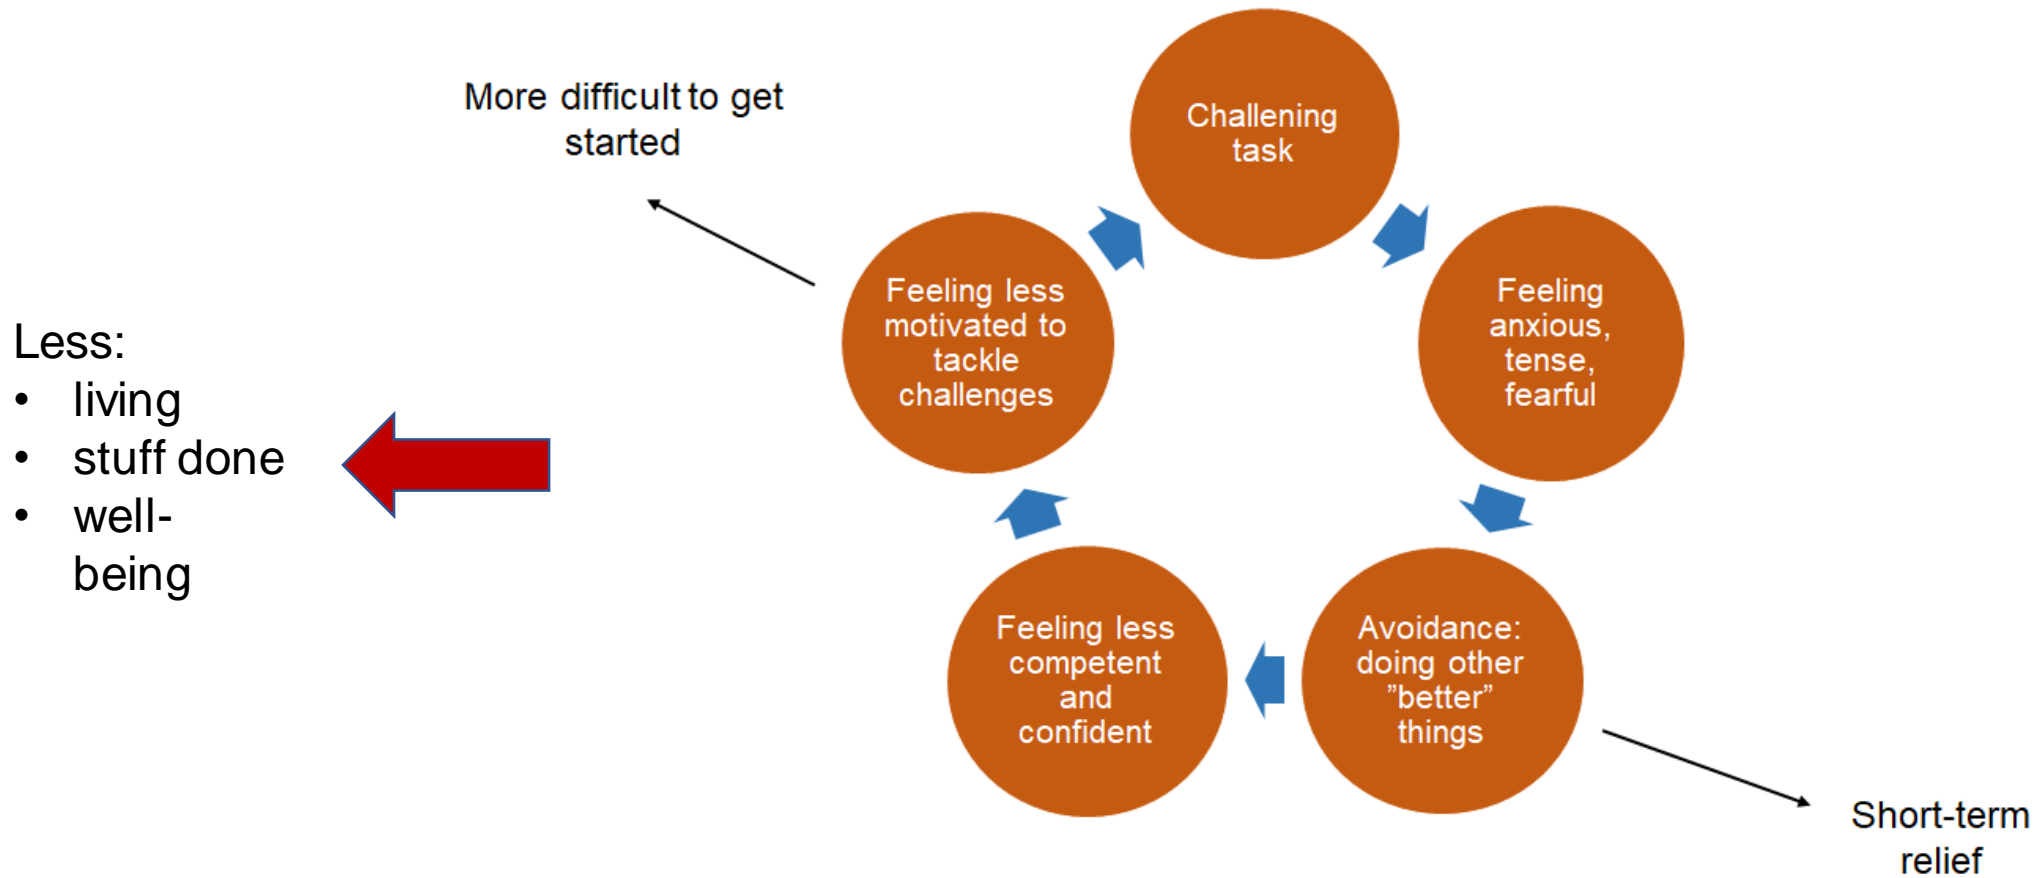 More difficult to get
started
Challening
task
Feeling
anxious,
tense,
fearful
Avoidance:
doing other
”better”
things
Short-term
relief
Feeling less
competent
and
confident
Feeling less
motivated to
tackle
challenges
Less:
• living
• stuff done
• well-
being